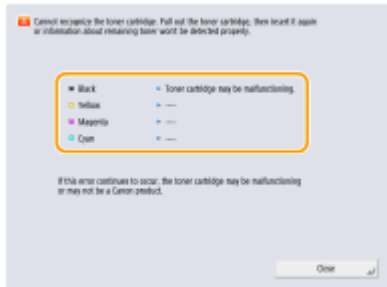 Cannot recognize the toner cartridge. Pull out the toner cartridge, then insert it again
or information about remaining toner won't be detected properly.
Black ► Toner cartridge may be malfunctioning.
Yellow ► ----
Magenta ► ----
Cyan ► ----
If this error continues to occur, the toner cartridge may be malfunctioning
or may not be a Canon product.
Close